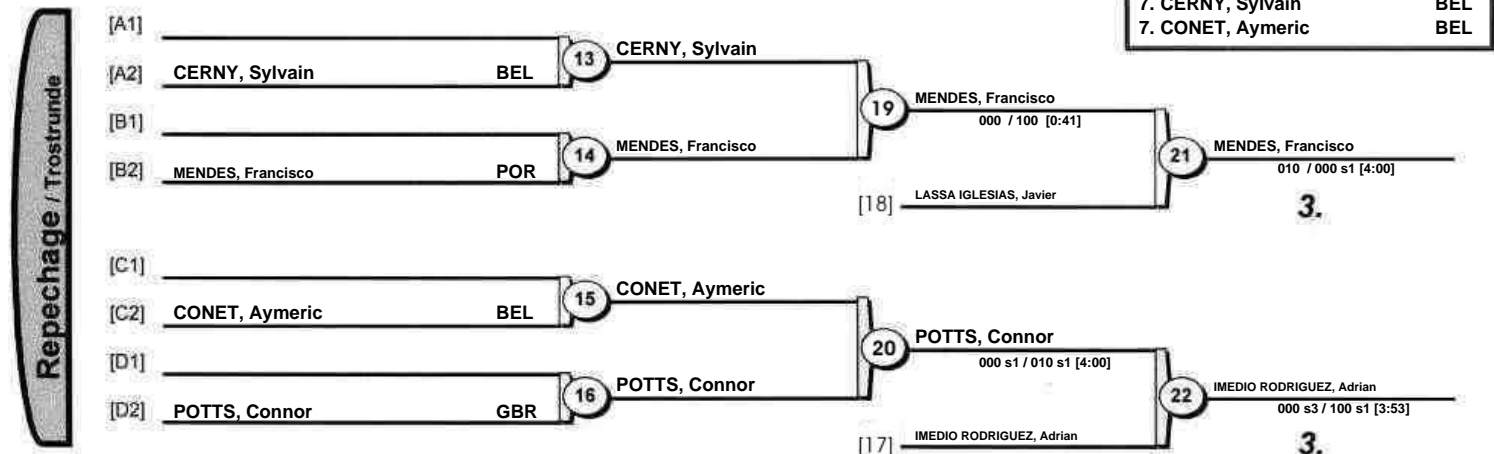 7. CERNY, Sylvain BEL
7. CONET, Aymeric BEL
Repechage / Trostrunde
[A1]
13 CERNY, Sylvain
[A2] CERNY, Sylvain BEL
19 MENDES, Francisco
000 / 100 [0:41]
[B1]
14 MENDES, Francisco
[B2] MENDES, Francisco POR
21 MENDES, Francisco
010 / 000 s1 [4:00]
[18] LASSA IGLESIAS, Javier
3.
[C1]
15 CONET, Aymeric
[C2] CONET, Aymeric BEL
20 POTTS, Connor
000 s1 / 010 s1 [4:00]
[D1]
16 POTTS, Connor
[D2] POTTS, Connor GBR
22 IMEDIO RODRIGUEZ, Adrian
000 s3 / 100 s1 [3:53]
[17] IMEDIO RODRIGUEZ, Adrian
3.